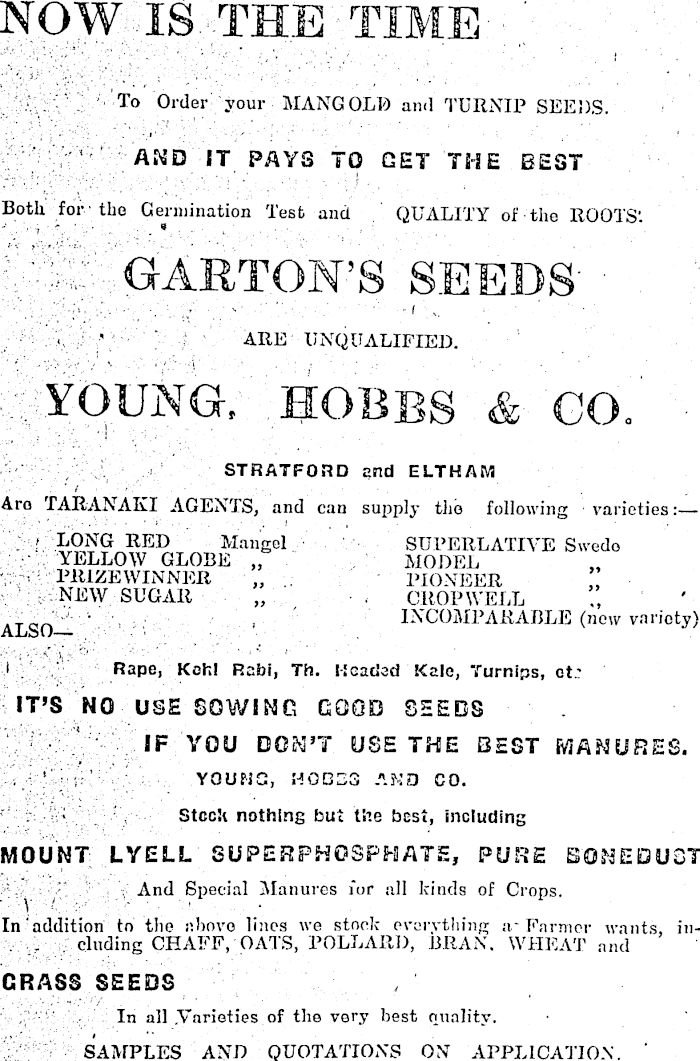 NOW IS THE TIME
To Order your MANGOLD and TURNIP SEEDS.
AND IT PAYS TO GET THE BEST
Both for the Germination Test and QUALITY of the ROOTS.
GARTON'S SEEDS
ARE UNQUALIFIED.
YOUNG, HOBBS & CO.
STRATFORD and ELTHAM
Are TARANAKI AGENTS, and can supply the following varieties:—
LONG RED Mangel SUPERLATIVE Swede
YELLOW GLOBE „ MODEL „
PRIZEWINNER „ PIONEER „
NEW SUGAR „ CROPWELL „
INCOMPARABLE (new variety)
ALSO—
Rape, Kohl Rabi, Th. Headed Kale, Turnips, etc
IT'S NO USE SOWING GOOD SEEDS
IF YOU DON'T USE THE BEST MANURES.
YOUNG, HOBBS AND CO.
Stock nothing but the best, including
MOUNT LYELL SUPERPHOSPHATE, PURE BONEDUST
And Special Manures for all kinds of Crops.
In addition to the above lines we stock everything a Farmer wants, in-
cluding CHAFF, OATS, POLLARD, BRAN, WHEAT and
GRASS SEEDS
In all Varieties of the very best quality.
SAMPLES AND QUOTATIONS ON APPLICATION.